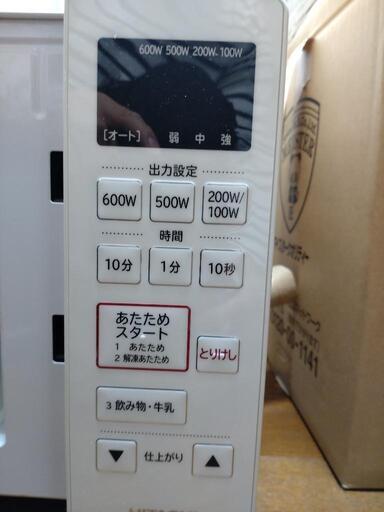 600W 500W 200W・100W
[オート] 弱 中 強
出力設定
600W 500W 200W/
100W
時間
10分 1分 10秒
あたため
スタート
1 あたため
2 解凍あたため
とりけし
3 飲み物・牛乳
▼ 仕上がり ▲